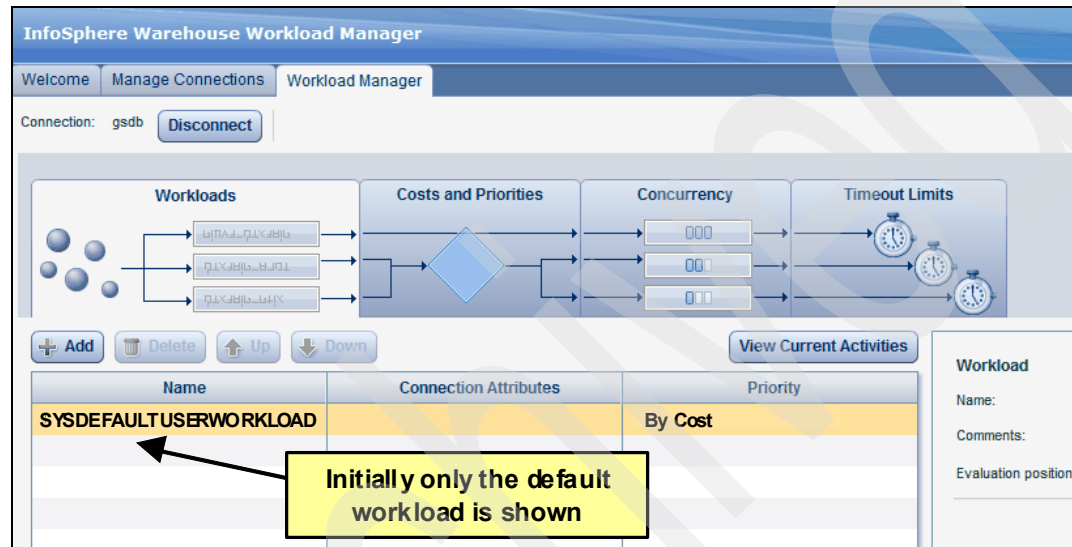 InfoSphere Warehouse Workload Manager
Welcome Manage Connections Workload Manager
Connection: gsdb Disconnect
Workloads Costs and Priorities Concurrency Timeout Limits
Add Delete Up Down View Current Activities
Name Connection Attributes Priority
SYSDEFAULTUSERWORKLOAD By Cost
Initially only the default
workload is shown
Workload
Name:
Comments:
Evaluation position